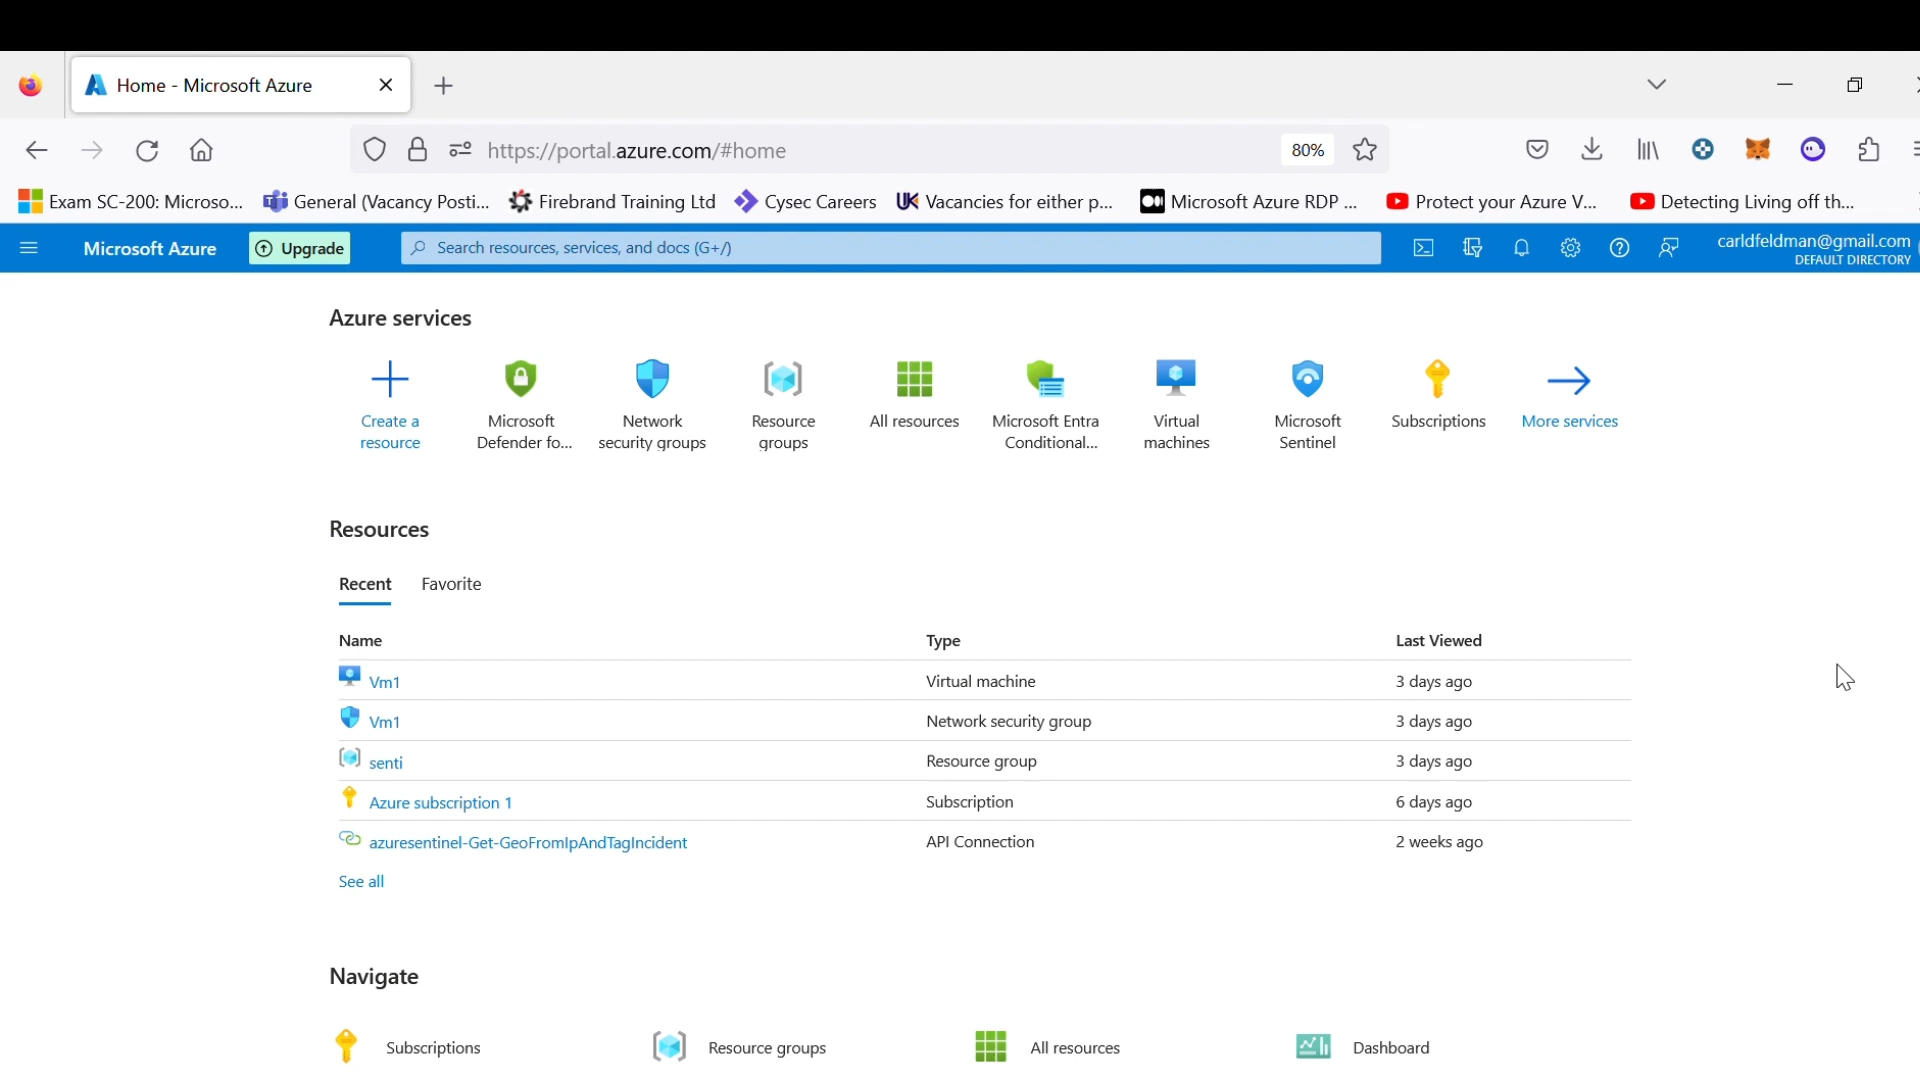 Home - Microsoft Azure
https://portal.azure.com/#home
80%
Exam SC-200: Microso...
General (Vacancy Posti...
Firebrand Training Ltd
Cysec Careers
UK Vacancies for either p...
Microsoft Azure RDP ...
Protect your Azure V...
Detecting Living off th...
Microsoft Azure
Upgrade
Search resources, services, and docs (G+/)
carldfeldman@gmail.com
DEFAULT DIRECTORY
Azure services
Create a
resource
Microsoft
Defender fo...
Network
security groups
Resource
groups
All resources
Microsoft Entra
Conditional...
Virtual
machines
Microsoft
Sentinel
Subscriptions
More services
Resources
Recent Favorite
Name Type Last Viewed
Vm1 Virtual machine 3 days ago
Vm1 Network security group 3 days ago
senti Resource group 3 days ago
Azure subscription 1 Subscription 6 days ago
azuresentinel-Get-GeoFromIpAndTagIncident API Connection 2 weeks ago
See all
Navigate
Subscriptions Resource groups All resources Dashboard